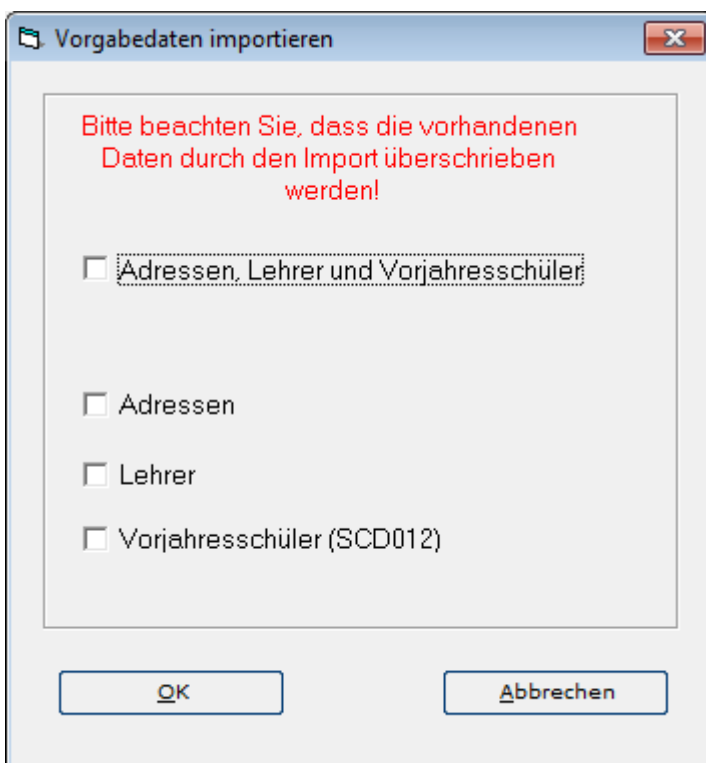 Vorgabedaten importieren
Bitte beachten Sie, dass die vorhandenen
Daten durch den Import überschrieben
werden!
Adressen, Lehrer und Vorjahresschüler
Adressen
Lehrer
Vorjahresschüler (SCD012)
OK
Abbrechen